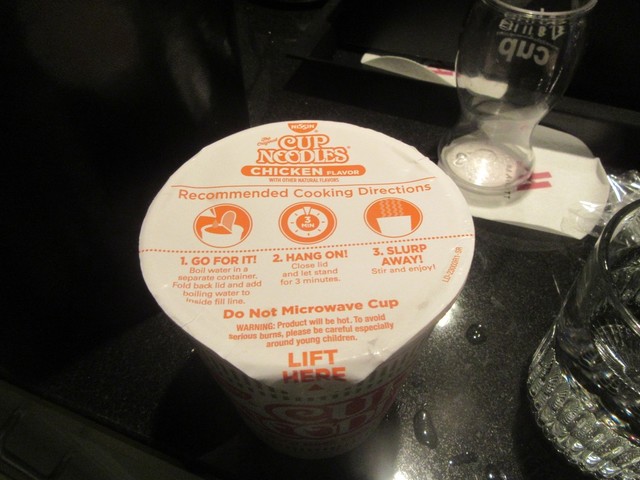 NISSIN
The Original
CUP
NOODLES®
CHICKEN FLAVOR
WITH OTHER NATURAL FLAVORS
Recommended Cooking Directions
3
MIN
1. GO FOR IT!
Boil water in a
separate container.
Fold back lid and add
boiling water to
inside fill line.
2. HANG ON!
Close lid
and let stand
for 3 minutes.
3. SLURP
AWAY!
Stir and enjoy!
Do Not Microwave Cup
WARNING: Product will be hot. To avoid
serious burns, please be careful especially
around young children.
LIFT
HERE
CUP